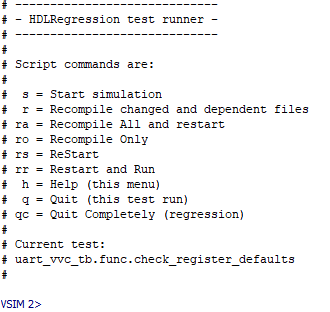 # -----------------------------
# - HDLRegression test runner -
# -----------------------------
#
# Script commands are:
#
#   s = Start simulation
#   r = Recompile changed and dependent files
#  ra = Recompile All and restart
#  ro = Recompile Only
#  rs = ReStart
#  rr = Restart and Run
#   h = Help (this menu)
#   q = Quit (this test run)
#  qc = Quit Completely (regression)
#
# Current test:
# uart_vvc_tb.func.check_register_defaults
#
VSIM 2>